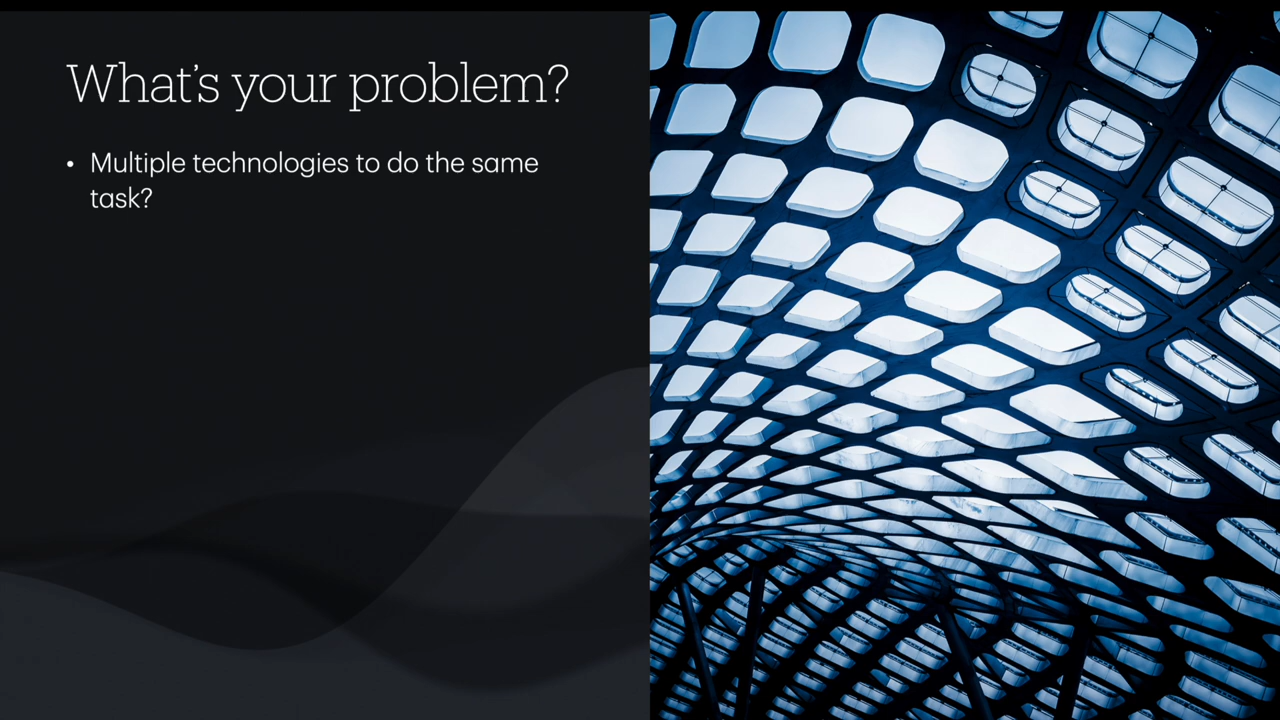 What's your problem?
• Multiple technologies to do the same
task?